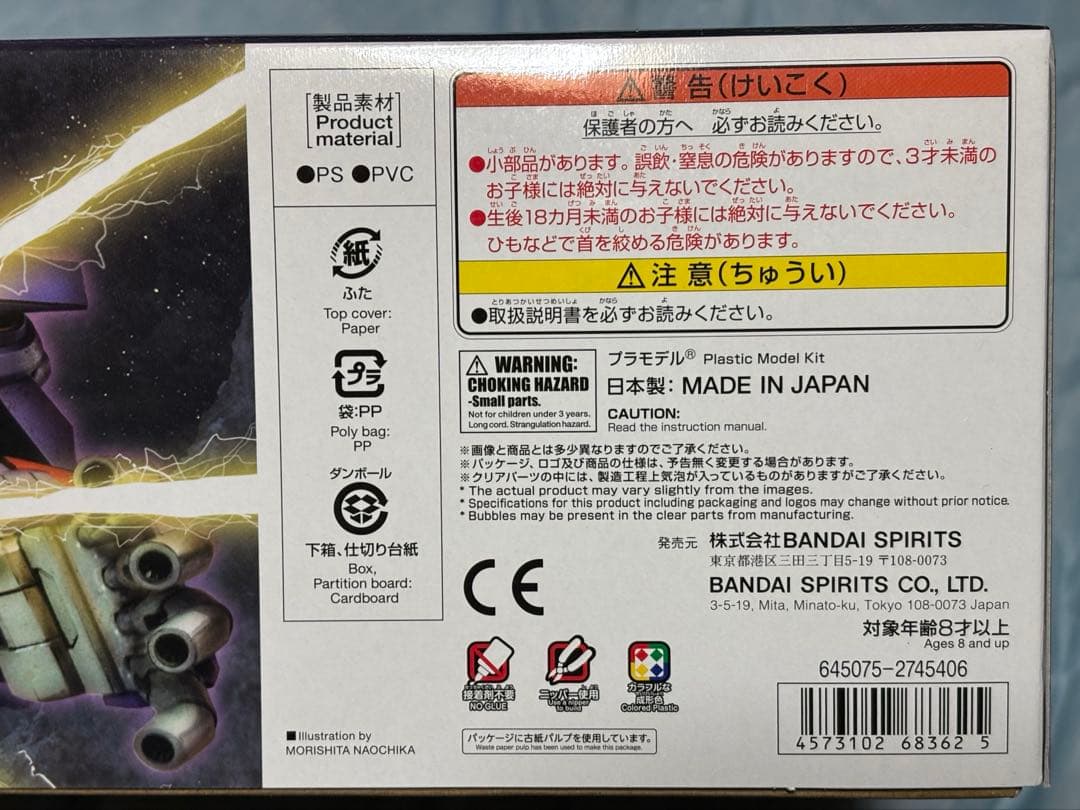 [製品素材]
[Product
material]
●PS ●PVC
紙
ふた
Top cover:
Paper
プラ
袋:PP
Poly bag:
PP
ダンボール
下箱、仕切り台紙
Box,
Partition board:
Cardboard
⚠警告(けいこく)
保護者の方へ 必ずお読みください。
●小部品があります。誤飲・窒息の危険がありますので、3才未満の
お子様には絶対に与えないでください。
●生後18カ月未満のお子様には絶対に与えないでください。
ひもなどで首を絞める危険があります。
⚠注意(ちゅうい)
●取扱説明書を必ずお読みください。
⚠ WARNING:
CHOKING HAZARD
-Small parts.
Not for children under 3 years.
Long cord. Strangulation hazard.
プラモデル® Plastic Model Kit
日本製: MADE IN JAPAN
CAUTION:
Read the instruction manual.
※画像と商品とは多少異なりますのでご了承ください。
※パッケージ、ロゴ及び商品の仕様は、予告無く変更する場合があります。
※クリアパーツの中には、製造工程上気泡が入っているものがありますがご了承ください。
* The actual product may vary slightly from the images.
* Specifications for this product including packaging and logos may change without prior notice.
* Bubbles may be present in the clear parts from manufacturing.
発売元 株式会社BANDAI SPIRITS
東京都港区三田三丁目5-19 〒108-0073
BANDAI SPIRITS CO., LTD.
3-5-19, Mita, Minato-ku, Tokyo 108-0073 Japan
対象年齢8才以上
Ages 8 and up
CE
接着剤不要
NO GLUE
ニッパー使用
Use a nipper
to build
カラフルな
成形色
Colored Plastic
645075-2745406
4573102 68362 5
パッケージに古紙パルプを使用しています。
Waste paper pulp has been used to make this package.
■Illustration by
MORISHITA NAOCHIKA